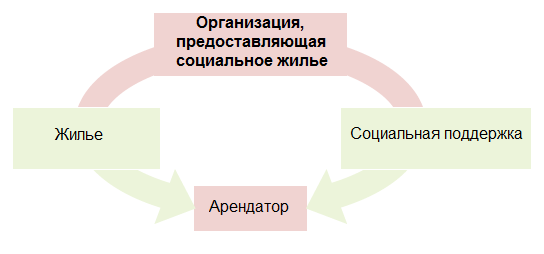 Организация,
предоставляющая
социальное жилье
Жилье
Социальная поддержка
Арендатор